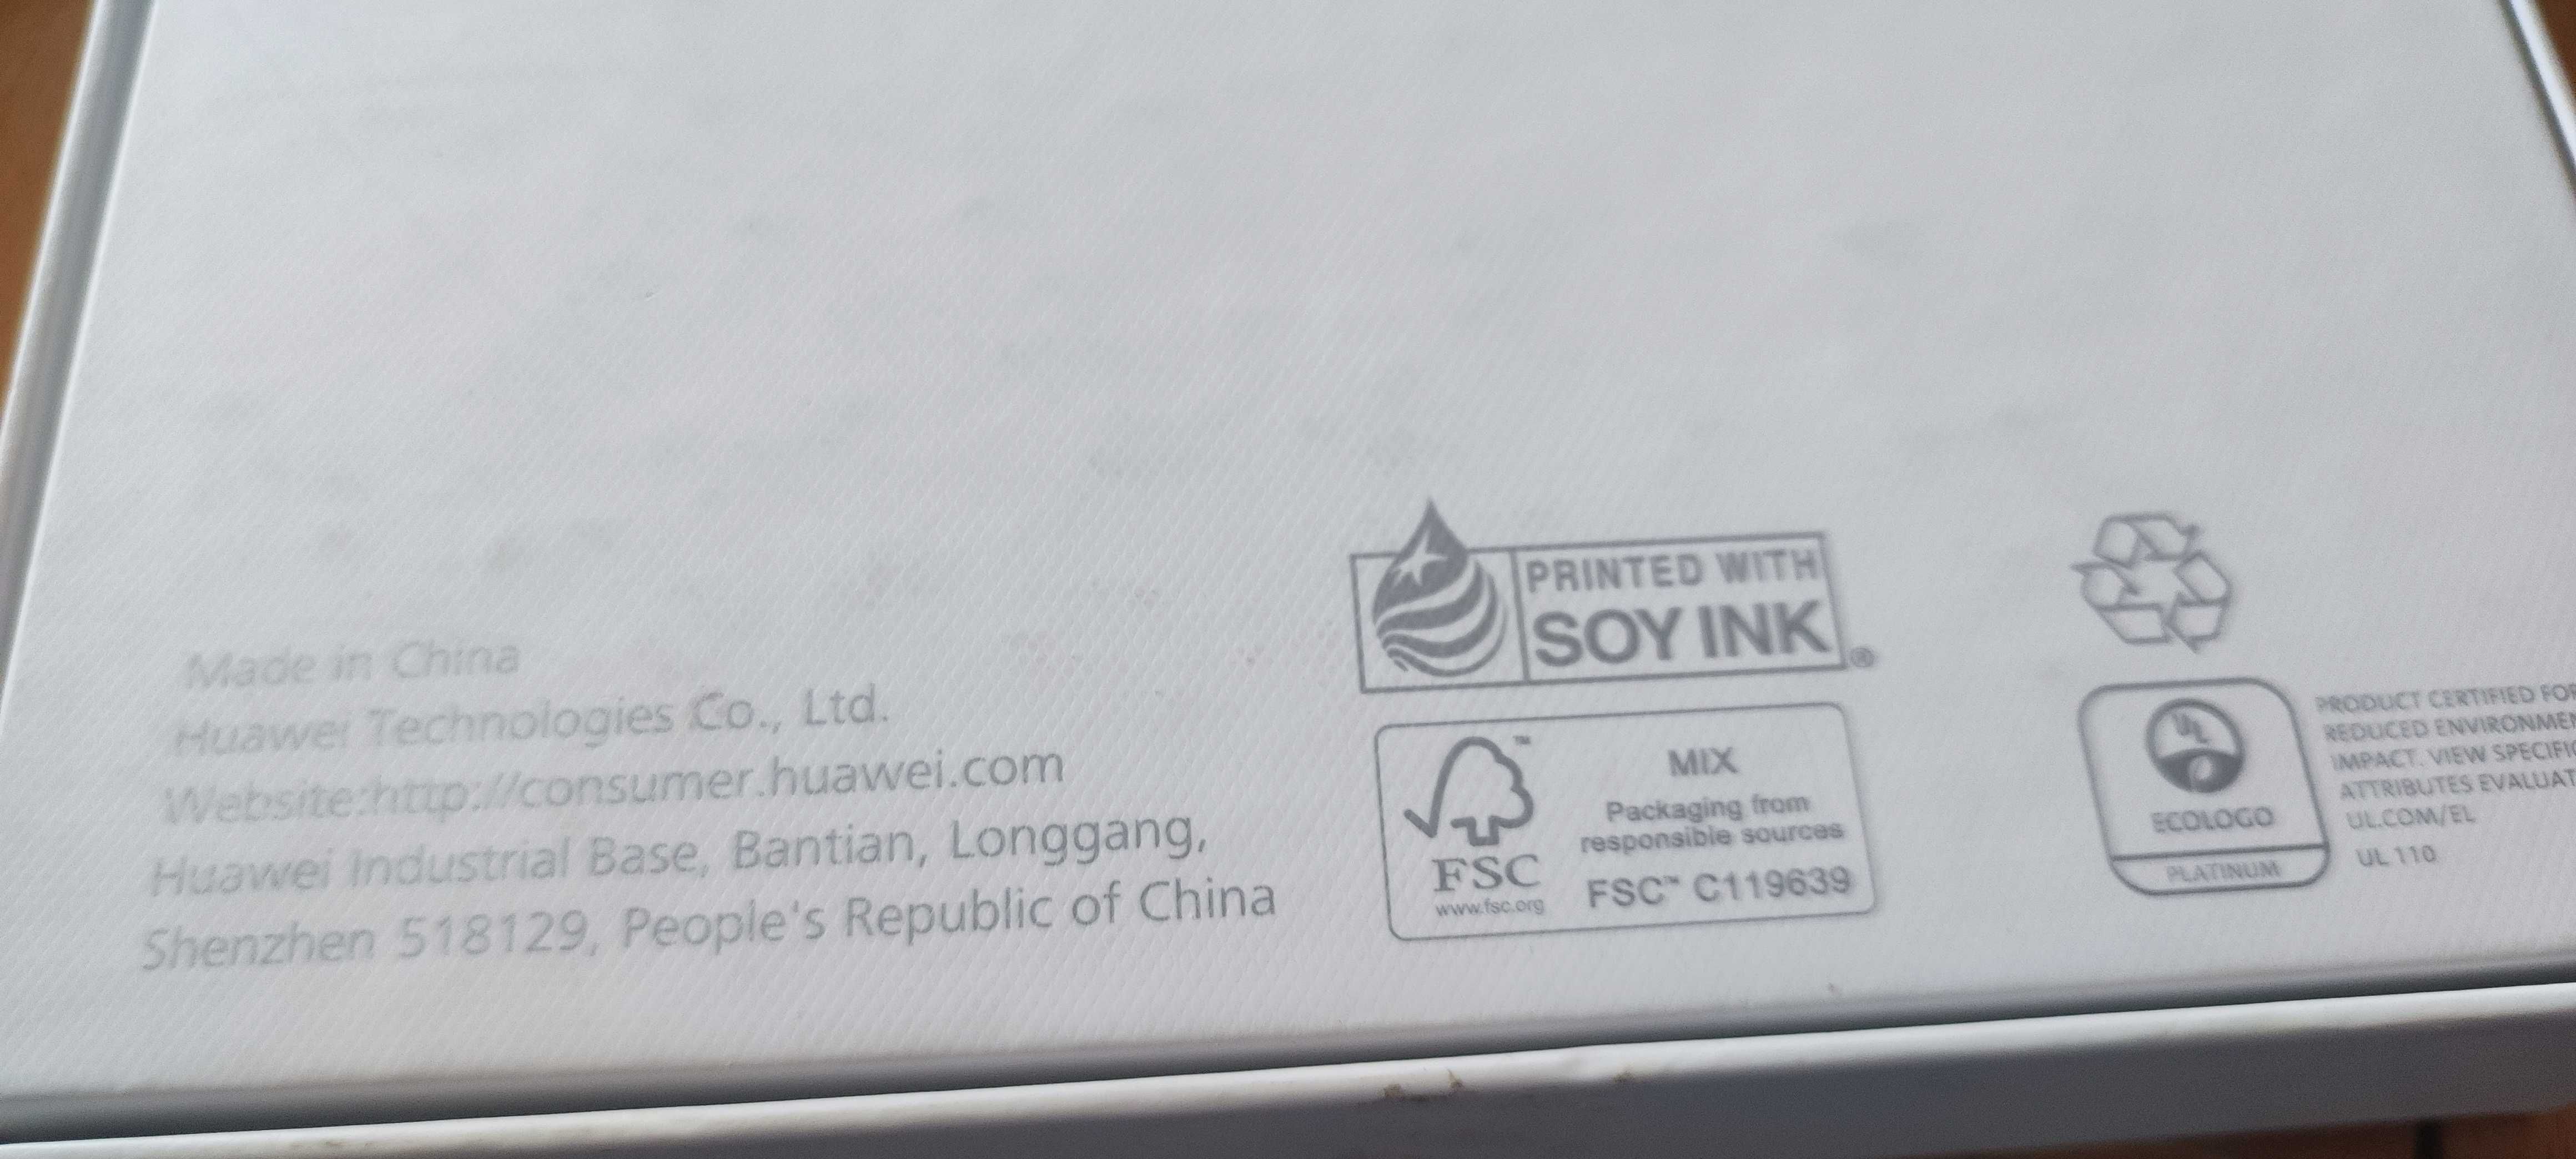 Made in China
Huawei Technologies Co., Ltd.
Website:http://consumer.huawei.com
Huawei Industrial Base, Bantian, Longgang,
Shenzhen 518129, People's Republic of China
PRINTED WITH
SOY INK®
MIX
Packaging from
responsible sources
FSC™ C119639
™
FSC
www.fsc.org
UL
ECOLOGO
PLATINUM
PRODUCT CERTIFIED FOR
REDUCED ENVIRONMEN
IMPACT. VIEW SPECIFIC
ATTRIBUTES EVALUAT
UL.COM/EL
UL 110